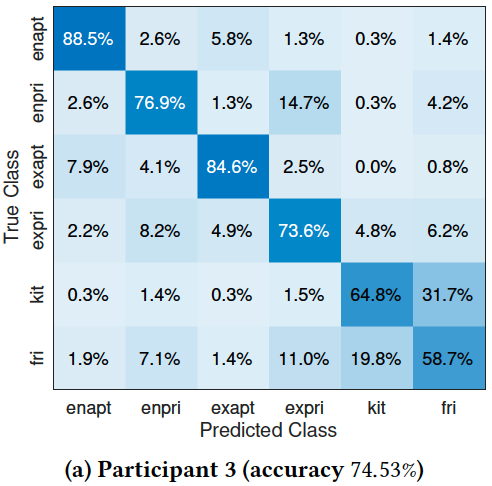 enapt 88.5% 2.6% 5.8% 1.3% 0.3% 1.4%
enpri 2.6% 76.9% 1.3% 14.7% 0.3% 4.2%
exapt 7.9% 4.1% 84.6% 2.5% 0.0% 0.8%
expri 2.2% 8.2% 4.9% 73.6% 4.8% 6.2%
kit 0.3% 1.4% 0.3% 1.5% 64.8% 31.7%
fri 1.9% 7.1% 1.4% 11.0% 19.8% 58.7%
True Class
enapt enpri exapt expri kit fri
Predicted Class
(a) Participant 3 (accuracy 74.53%)